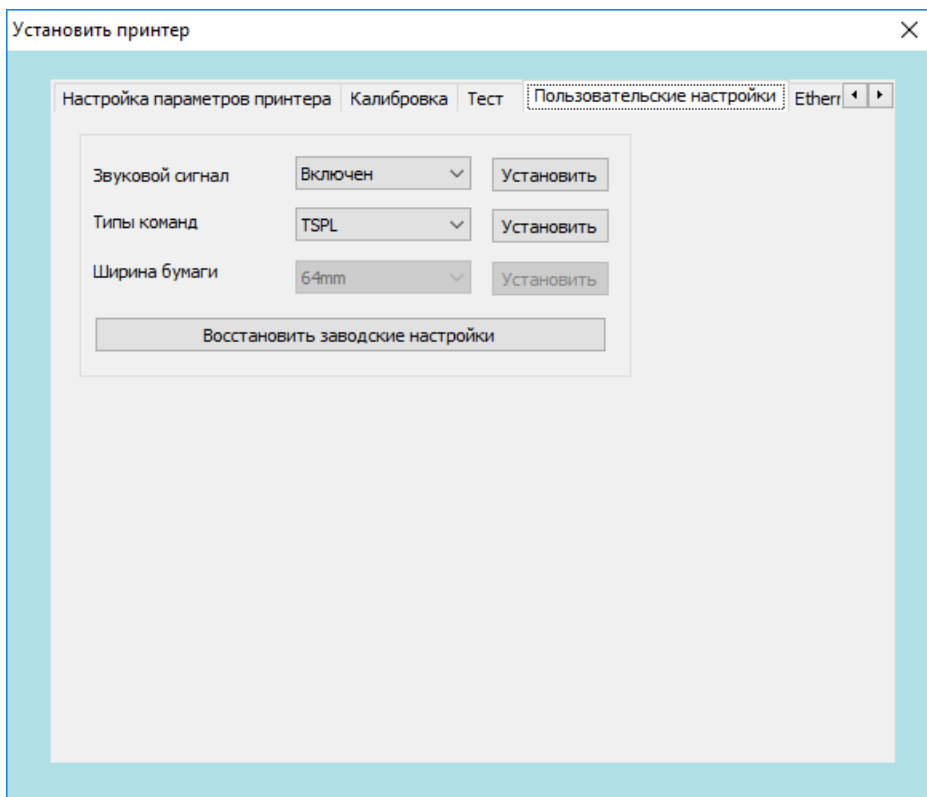 Установить принтер
Настройка параметров принтера Калибровка Тест Пользовательские настройки
Звуковой сигнал Включен Установить
Типы команд TSPL Установить
Ширина бумаги 64mm Установить
Восстановить заводские настройки